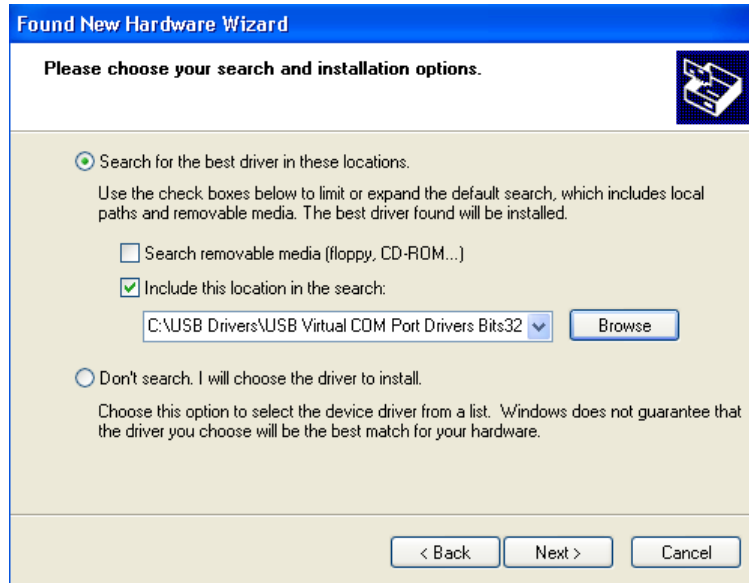 Found New Hardware Wizard
Please choose your search and installation options.
Search for the best driver in these locations.
Use the check boxes below to limit or expand the default search, which includes local
paths and removable media. The best driver found will be installed.
Search removable media (floppy, CD-ROM...)
Include this location in the search:
C:\USB Drivers\USB Virtual COM Port Drivers Bits32
Browse
Don't search. I will choose the driver to install.
Choose this option to select the device driver from a list. Windows does not guarantee that
the driver you choose will be the best match for your hardware.
< Back Next > Cancel